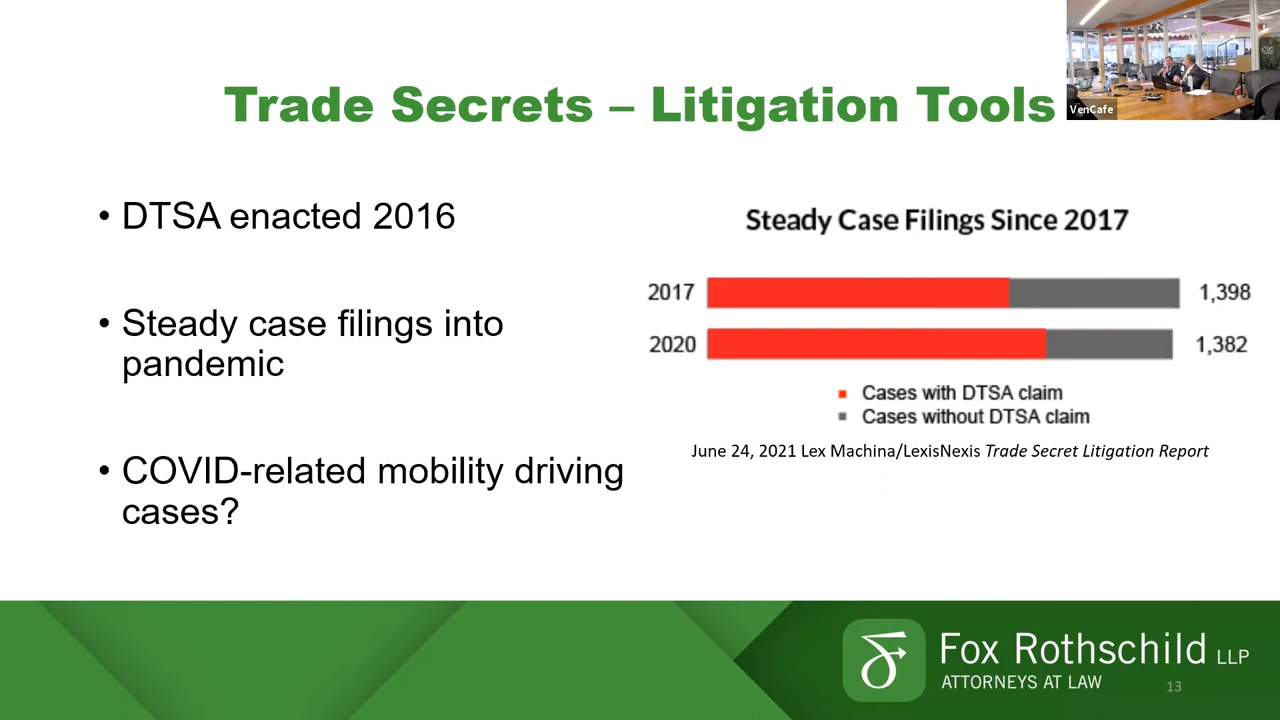 Trade Secrets – Litigation Tools
VenCafe
cic
• DTSA enacted 2016
• Steady case filings into
pandemic
• COVID-related mobility driving
cases?
Steady Case Filings Since 2017
2017 1,398
2020 1,382
Cases with DTSA claim
Cases without DTSA claim
June 24, 2021 Lex Machina/LexisNexis Trade Secret Litigation Report
Fox Rothschild LLP
ATTORNEYS AT LAW
13